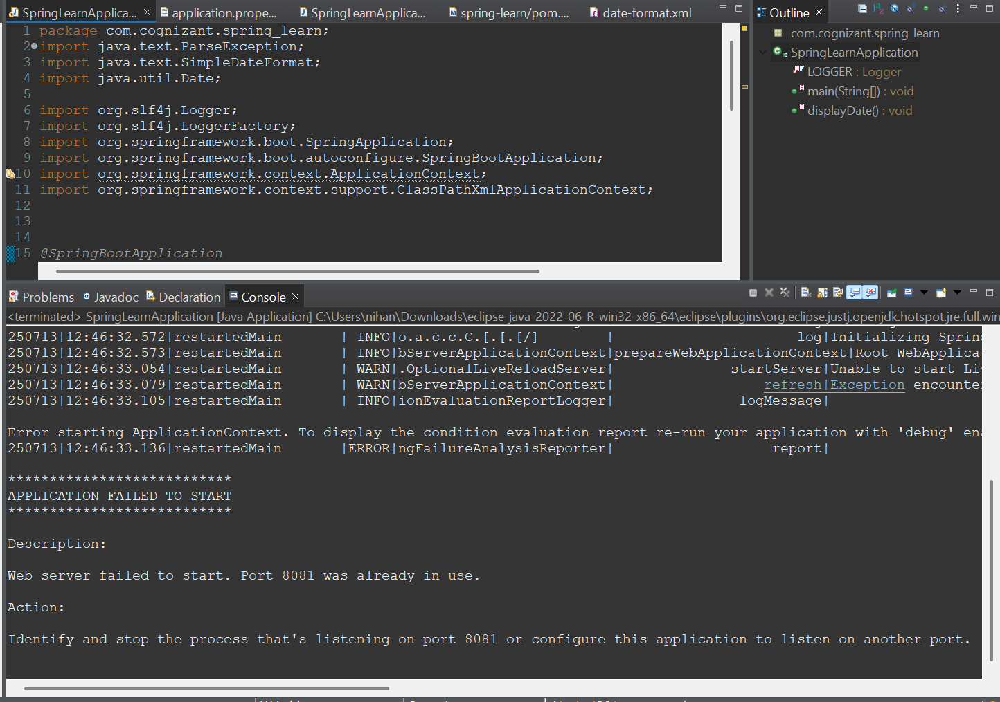 SpringLearnApplica...
application.prope...
SpringLearnApplica...
spring-learn/pom....
date-format.xml
1 package com.cognizant.spring_learn;
2 import java.text.ParseException;
3 import java.text.SimpleDateFormat;
4 import java.util.Date;
5
6 import org.slf4j.Logger;
7 import org.slf4j.LoggerFactory;
8 import org.springframework.boot.SpringApplication;
9 import org.springframework.boot.autoconfigure.SpringBootApplication;
10 import org.springframework.context.ApplicationContext;
11 import org.springframework.context.support.ClassPathXmlApplicationContext;
12
13
14
15 @SpringBootApplication
Outline
com.cognizant.spring_learn
SpringLearnApplication
LOGGER : Logger
main(String[]) : void
displayDate() : void
Problems
Javadoc
Declaration
Console
<terminated> SpringLearnApplication [Java Application] C:\Users\nihan\Downloads\eclipse-java-2022-06-R-win32-x86_64\eclipse\plugins\org.eclipse.justj.openjdk.hotspot.jre.full.win
250713|12:46:32.572|restartedMain | INFO|o.a.c.c.C.[.[.[/] | log|Initializing Spring
250713|12:46:32.573|restartedMain | INFO|bServerApplicationContext|prepareWebApplicationContext|Root WebApplica
250713|12:46:33.054|restartedMain | WARN|.OptionalLiveReloadServer| startServer|Unable to start Li
250713|12:46:33.079|restartedMain | WARN|bServerApplicationContext| refresh|Exception encounte
250713|12:46:33.105|restartedMain | INFO|ionEvaluationReportLogger| logMessage|
Error starting ApplicationContext. To display the condition evaluation report re-run your application with 'debug' ena
250713|12:46:33.136|restartedMain |ERROR|ngFailureAnalysisReporter| report|
***************************
APPLICATION FAILED TO START
***************************
Description:
Web server failed to start. Port 8081 was already in use.
Action:
Identify and stop the process that's listening on port 8081 or configure this application to listen on another port.